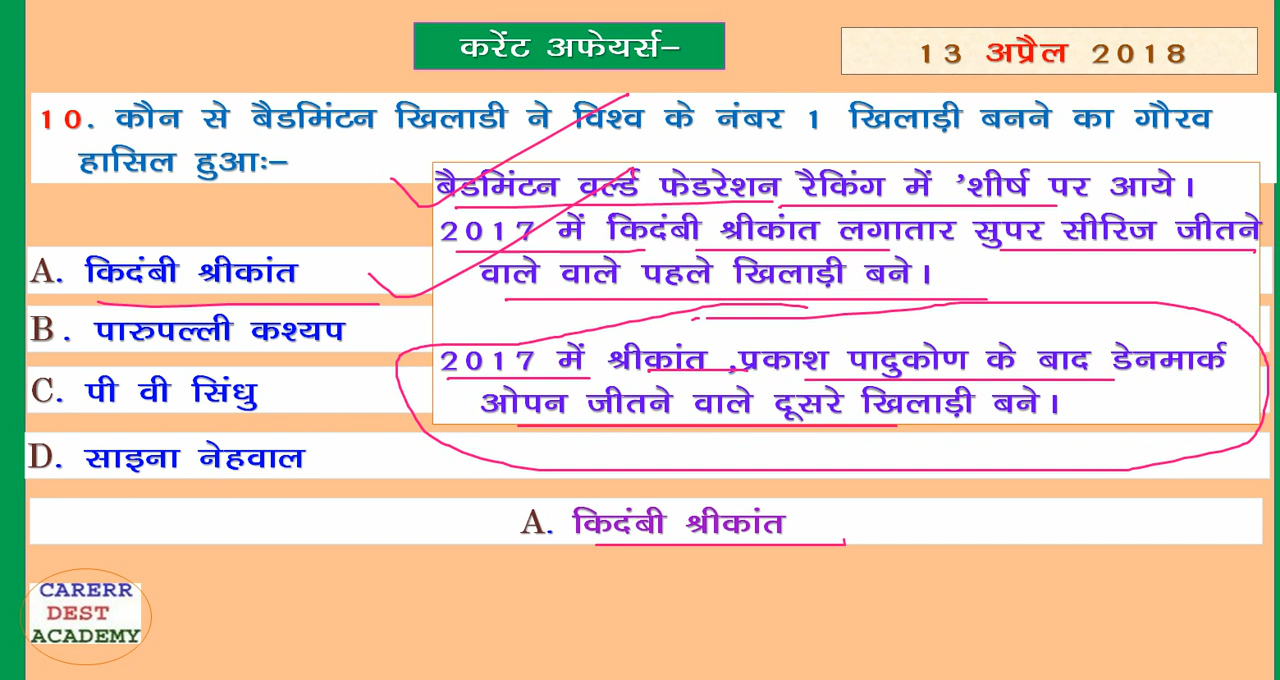 करेंट अफेयर्स–
13 अप्रैल 2018
10. कौन से बैडमिंटन खिलाडी ने विश्व के नंबर 1 खिलाड़ी बनने का गौरव
हासिल हुआः–
बैडमिंटन वर्ल्ड फेडरेशन रैकिंग में 'शीर्ष पर आये।
2017 में किदंबी श्रीकांत लगातार सुपर सीरिज जीतने
वाले वाले पहले खिलाड़ी बने।
2017 में श्रीकांत ,प्रकाश पादुकोण के बाद डेनमार्क
ओपन जीतने वाले दूसरे खिलाड़ी बने।
A. किदंबी श्रीकांत
B. पारुपल्ली कश्यप
C. पी वी सिंधु
D. साइना नेहवाल
A. किदंबी श्रीकांत
CARERR
DEST
ACADEMY